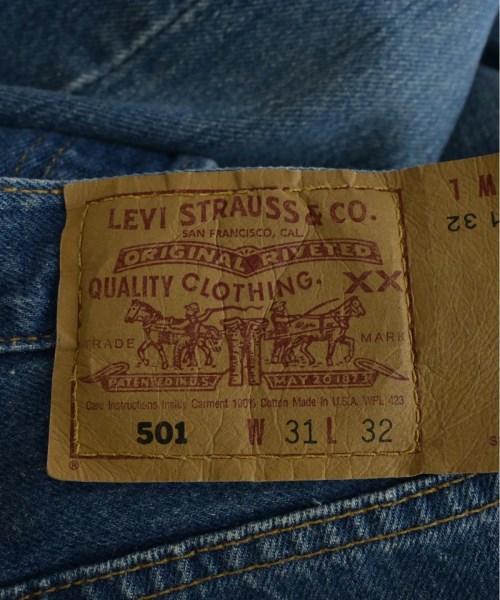 LEVI STRAUSS & CO.
SAN FRANCISCO, CAL.
ORIGINAL RIVETED
QUALITY CLOTHING. XX
TRADE MARK
PATENTED IN U.S. MAY 20 1873
Care Instructions Inside Garment 100% Cotton Made in U.S.A. WPL 423
501 W 31 L 32
®
32